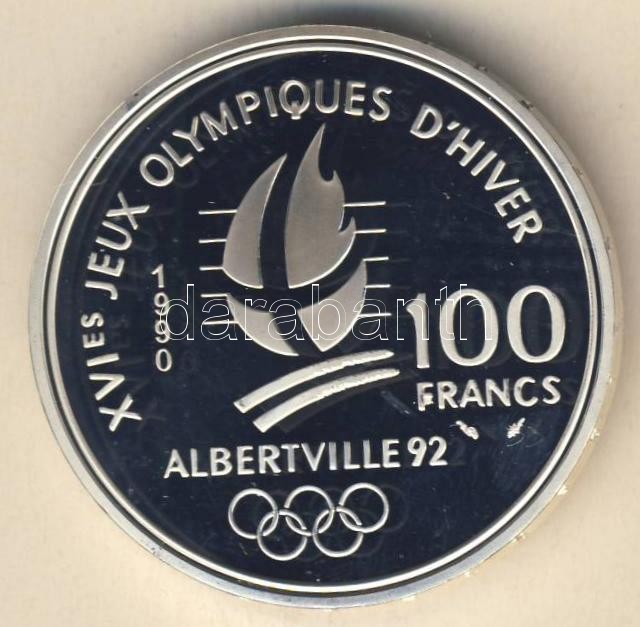 XVIES JEUX OLYMPIQUES D'HIVER
1990
darabanth
100
FRANCS
ALBERTVILLE 92